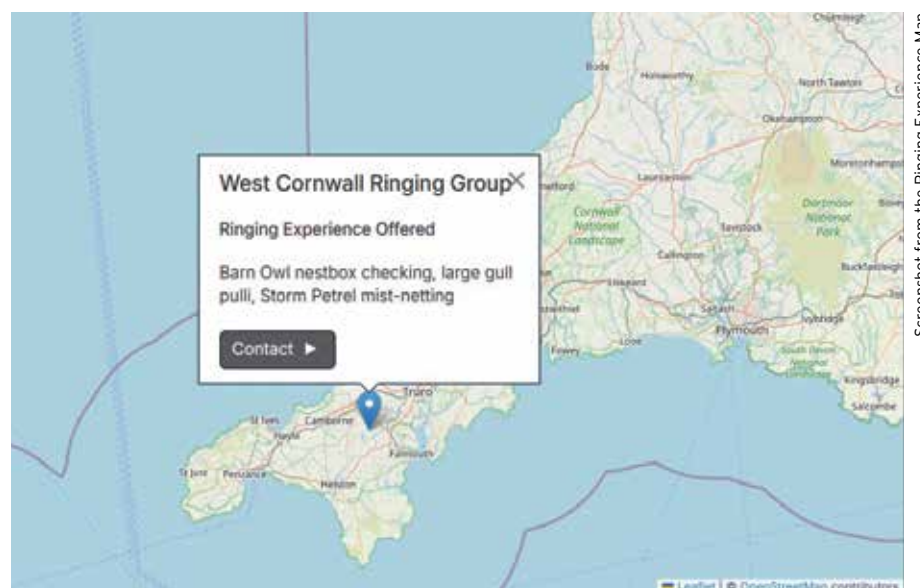 Chulmleigh
Bude
Holsworthy
North Tawton
Okehampton
West Cornwall Ringing Group
Ringing Experience Offered
Barn Owl nestbox checking, large gull
pulli, Storm Petrel mist-netting
Contact
Launceston
Cornwall
National
Landscape
Dartmoor
National
Park
Tavistock
Callington
Buckfastleigh
Liskeard
Saltash
Plymouth
Ivybridge
Fowey
Looe
South Devon
National
Kingsbridge
Salcombe
Truro
St Ives
Camborne
Hayle
Falmouth
St Just
Penzance
Helston
Leaflet | © OpenStreetMap contributors
Screenshot from the Ringing Experience Map